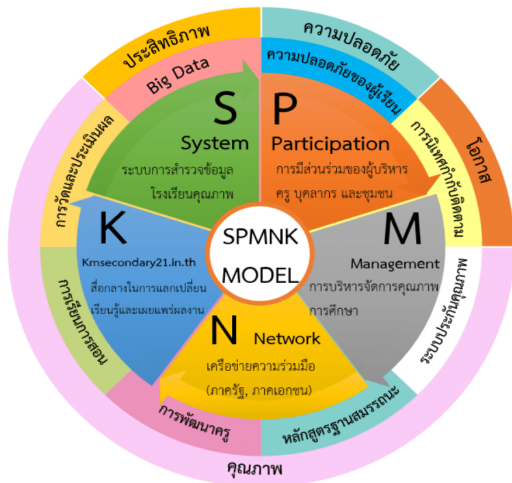 ประสิทธิภาพ
ความปลอดภัย
โอกาส
คุณภาพ
Big Data
ความปลอดภัยของผู้เรียน
การนิเทศกำกับติดตาม
ระบบประกันคุณภาพ
หลักสูตรฐานสมรรถนะ
การพัฒนาครู
การเรียนการสอน
การวัดและประเมินผล
S
System
ระบบการสำรวจข้อมูล
โรงเรียนคุณภาพ
P
Participation
การมีส่วนร่วมของผู้บริหาร
ครู บุคลากร และชุมชน
M
Management
การบริหารจัดการคุณภาพ
การศึกษา
N Network
เครือข่ายความร่วมมือ
(ภาครัฐ, ภาคเอกชน)
K
Kmsecondary21.in.th
สื่อกลางในการแลกเปลี่ยน
เรียนรู้และเผยแพร่ผลงาน
SPMNK
MODEL